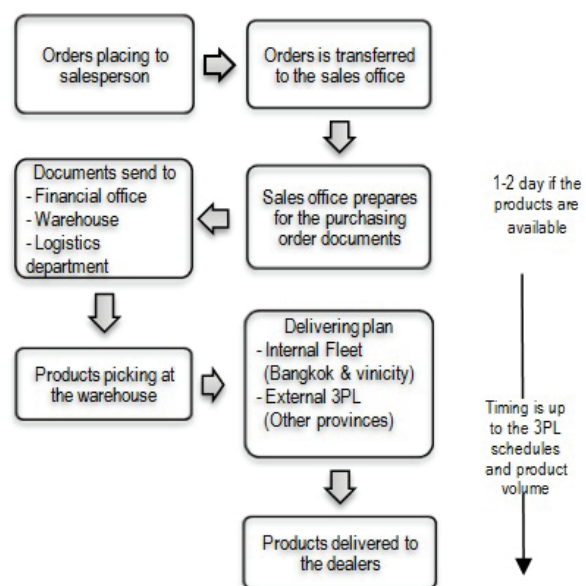 Orders placing to
salesperson
Orders is transferred
to the sales office
Sales office prepares
for the purchasing
order documents
Documents send to
- Financial office
- Warehouse
- Logistics
department
Products picking at
the warehouse
Delivering plan
- Internal Fleet
(Bangkok & vinicity)
- External 3PL
(Other provinces)
Products delivered to
the dealers
1-2 day if the
products are
available
Timing is up
to the 3PL
schedules
and product
volume